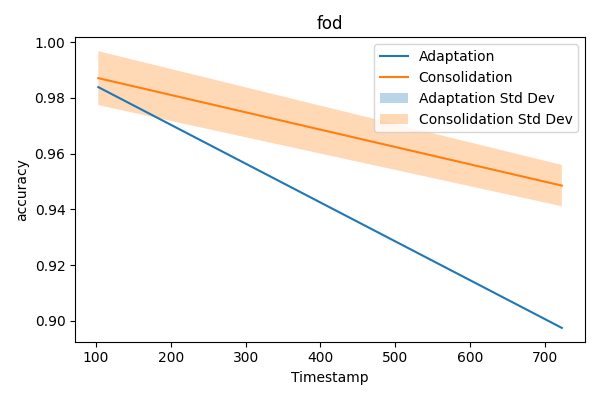 fod
1.00
0.98
0.96
0.94
0.92
0.90
accuracy
Adaptation
Consolidation
Adaptation Std Dev
Consolidation Std Dev
100 200 300 400 500 600 700
Timestamp